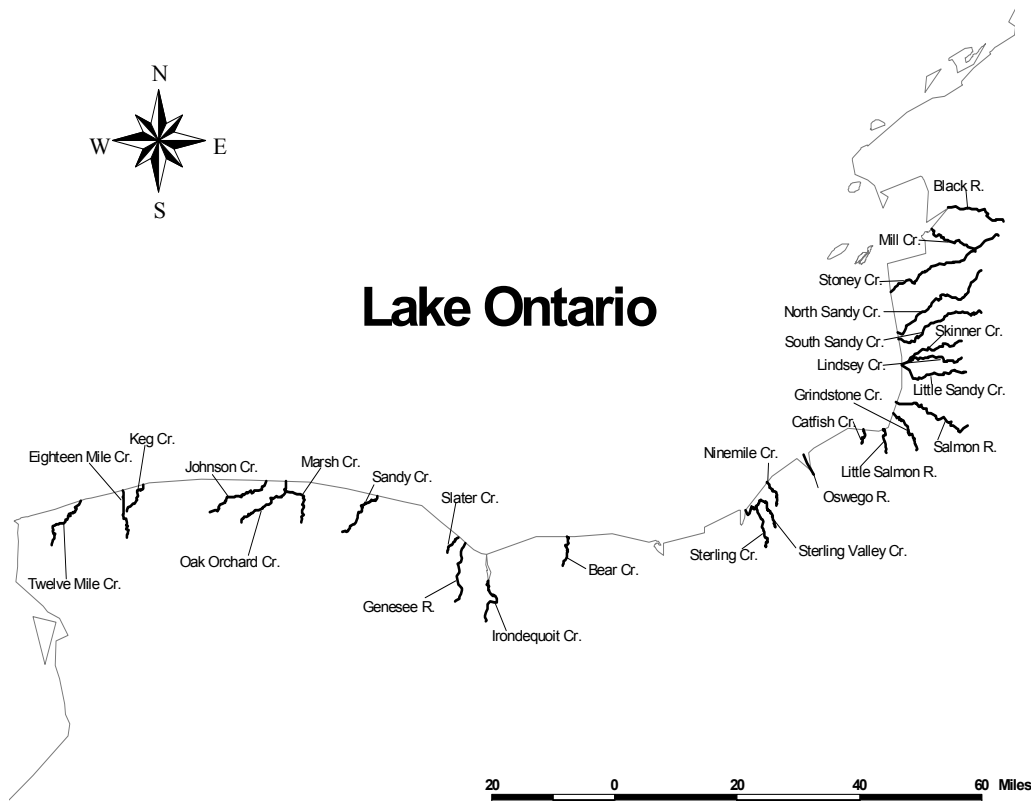 N
W E
S
Lake Ontario
Black R.
Mill Cr.
Stoney Cr.
North Sandy Cr.
South Sandy Cr.
Skinner Cr.
Lindsey Cr.
Little Sandy Cr.
Grindstone Cr.
Catfish Cr.
Salmon R.
Little Salmon R.
Ninemile Cr.
Oswego R.
Sterling Cr.
Sterling Valley Cr.
Keg Cr.
Eighteen Mile Cr.
Johnson Cr.
Marsh Cr.
Sandy Cr.
Slater Cr.
Oak Orchard Cr.
Twelve Mile Cr.
Genesee R.
Bear Cr.
Irondequoit Cr.
20 0 20 40 60 Miles